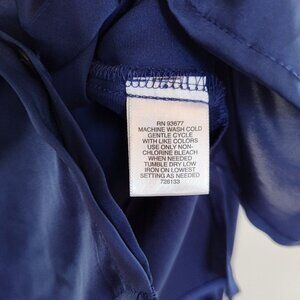 RN 93677
MACHINE WASH COLD
GENTLE CYCLE
WITH LIKE COLORS
USE ONLY NON-
CHLORINE BLEACH
WHEN NEEDED
TUMBLE DRY LOW
IRON ON LOWEST
SETTING AS NEEDED
726133